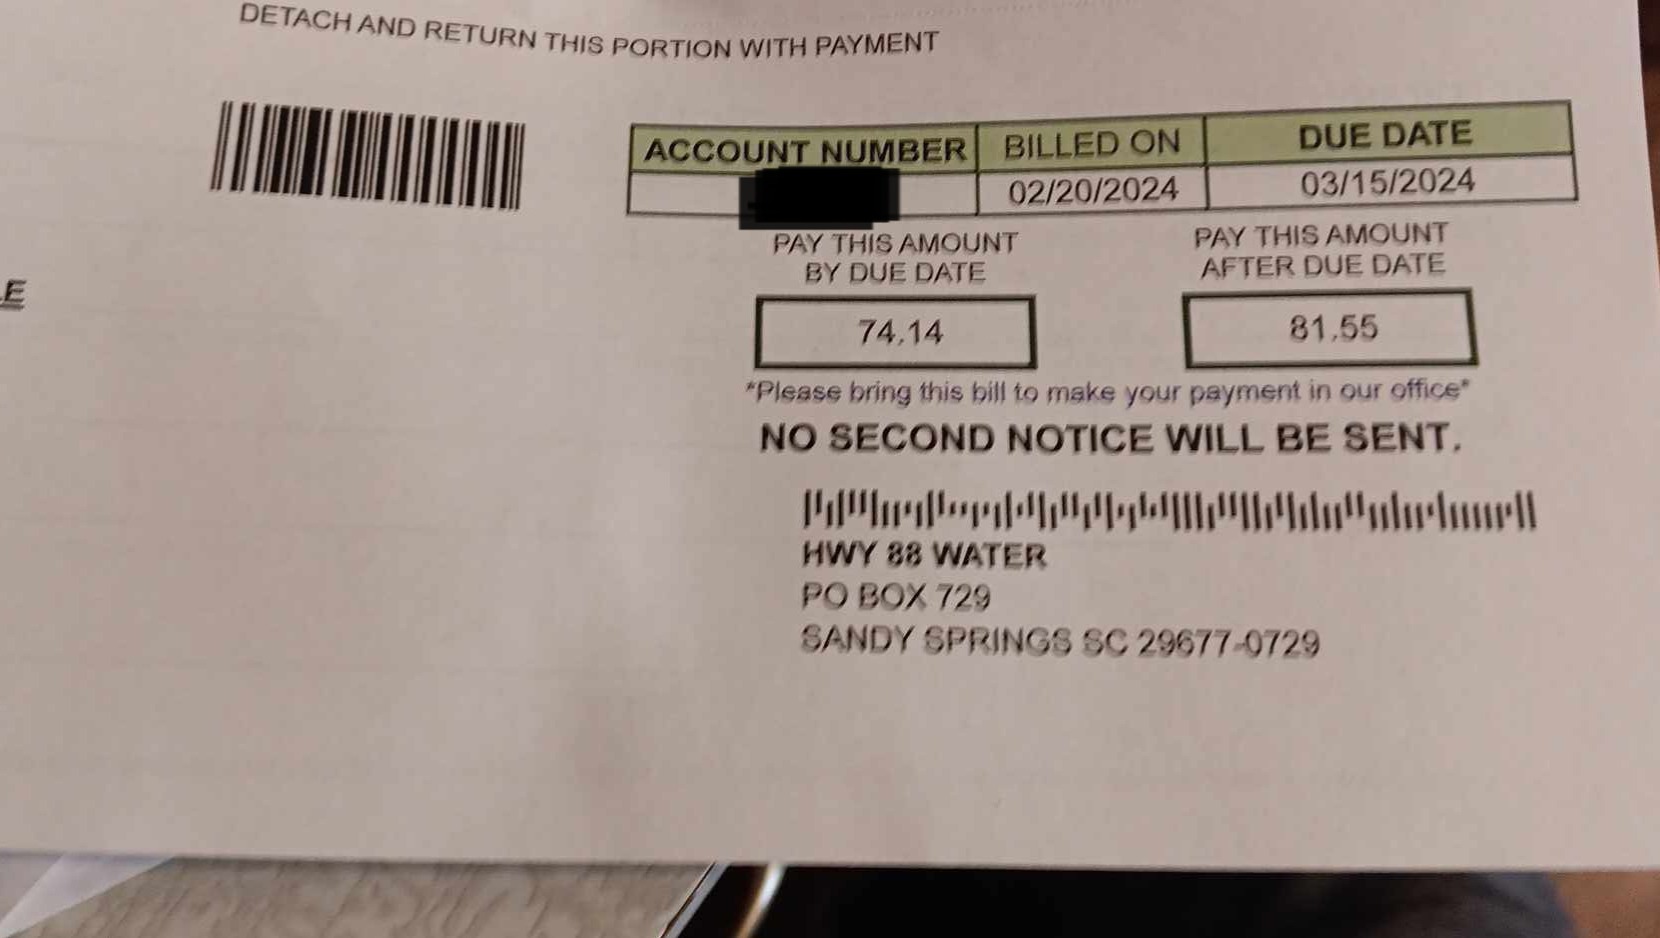 DETACH AND RETURN THIS PORTION WITH PAYMENT
ACCOUNT NUMBER BILLED ON DUE DATE
02/20/2024 03/15/2024
PAY THIS AMOUNT
BY DUE DATE
PAY THIS AMOUNT
AFTER DUE DATE
74.14 81.55
*Please bring this bill to make your payment in our office*
NO SECOND NOTICE WILL BE SENT.
HWY 88 WATER
PO BOX 729
SANDY SPRINGS SC 29677-0729